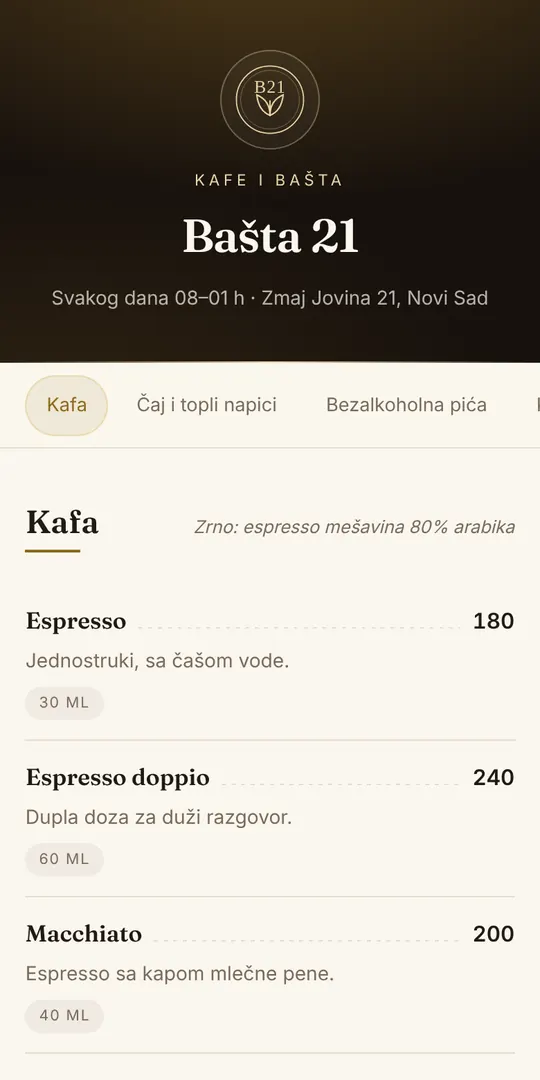 B21
KAFE I BAŠTA
Bašta 21
Svakog dana 08–01 h · Zmaj Jovina 21, Novi Sad
Kafa Čaj i topli napici Bezalkoholna pića
Kafa Zrno: espresso mešavina 80% arabika
Espresso 180
Jednostruki, sa čašom vode.
30 ML
Espresso doppio 240
Dupla doza za duži razgovor.
60 ML
Macchiato 200
Espresso sa kapom mlečne pene.
40 ML